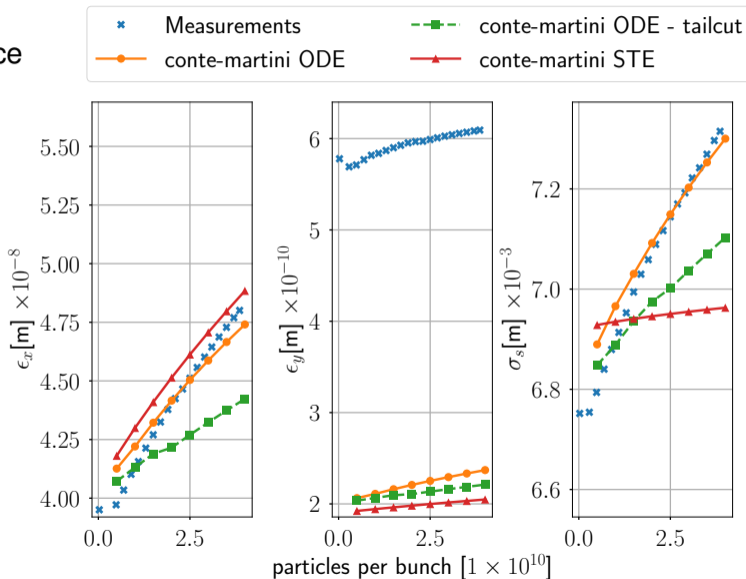 ce
Measurements
conte-martini ODE - tailcut
conte-martini ODE
conte-martini STE
5.50
5.25
5.00
4.75
4.50
4.25
4.00
ϵx[m] ×10−8
0.0 2.5
6
5
4
3
2
ϵy[m] ×10−10
0.0 2.5
7.2
7.0
6.8
6.6
σs[m] ×10−3
0.0 2.5
particles per bunch [1 × 10^10]